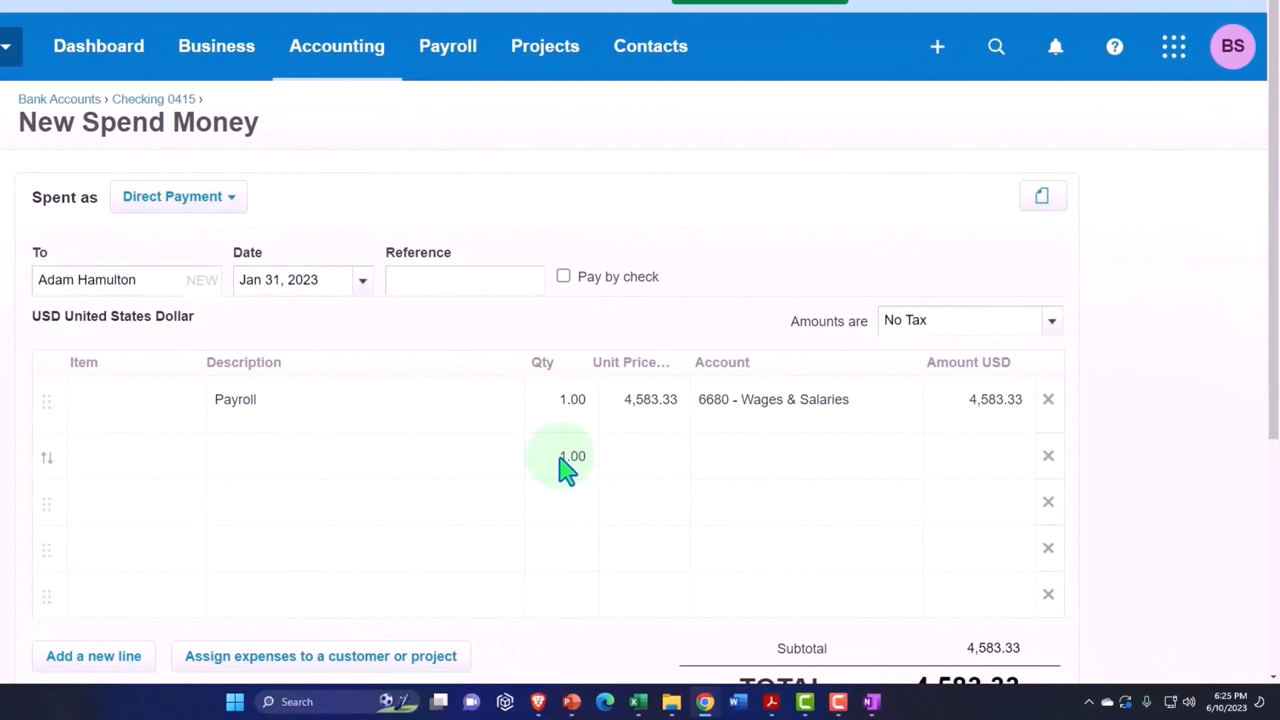 Dashboard Business Accounting Payroll Projects Contacts BS
Bank Accounts › Checking 0415 ›
New Spend Money
Spent as Direct Payment
To Date Reference
Adam Hamulton NEW Jan 31, 2023 Pay by check
USD United States Dollar Amounts are No Tax
Item Description Qty Unit Price... Account Amount USD
Payroll 1.00 4,583.33 6680 - Wages & Salaries 4,583.33
1.00
Add a new line Assign expenses to a customer or project Subtotal 4,583.33
TOTAL 4,583.33
Search 6:25 PM
6/10/2023